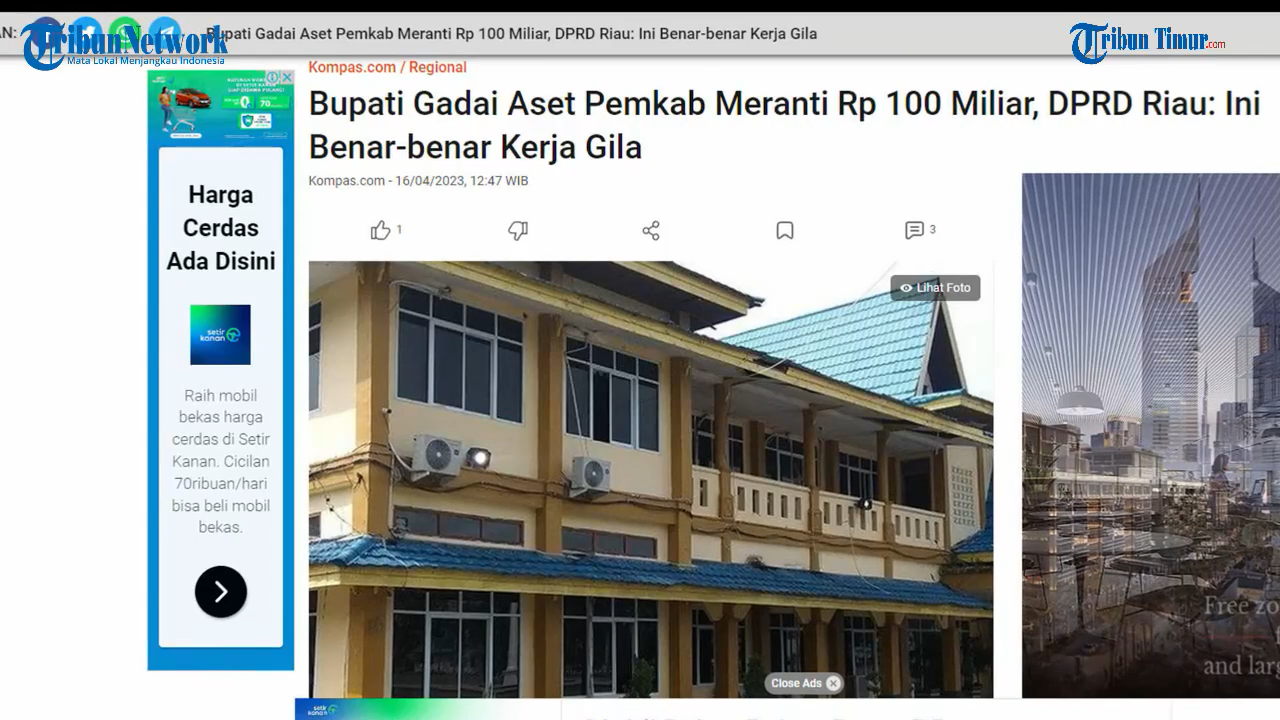 AN:
TribunNetwork
Mata Lokal Menjangkau Indonesia
Bupati Gadai Aset Pemkab Meranti Rp 100 Miliar, DPRD Riau: Ini Benar-benar Kerja Gila
Tribun Timur.com
Kompas.com / Regional
Bupati Gadai Aset Pemkab Meranti Rp 100 Miliar, DPRD Riau: Ini
Benar-benar Kerja Gila
Kompas.com - 16/04/2023, 12:47 WIB
1
3
Lihat Foto
Harga
Cerdas
Ada Disini
setir
kanan
Raih mobil
bekas harga
cerdas di Setir
Kanan. Cicilan
70ribuan/hari
bisa beli mobil
bekas.
Free zo
and larg
Close Ads
setir